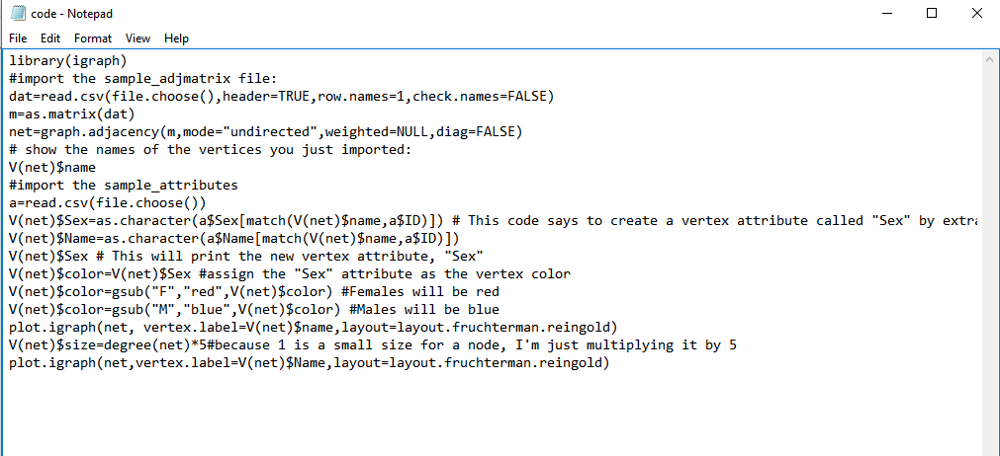 code - Notepad
File Edit Format View Help
library(igraph)
#import the sample_adjmatrix file:
dat=read.csv(file.choose(),header=TRUE,row.names=1,check.names=FALSE)
m=as.matrix(dat)
net=graph.adjacency(m,mode="undirected",weighted=NULL,diag=FALSE)
# show the names of the vertices you just imported:
V(net)$name
#import the sample_attributes
a=read.csv(file.choose())
V(net)$Sex=as.character(a$Sex[match(V(net)$name,a$ID)]) # This code says to create a vertex attribute called "Sex" by
V(net)$Name=as.character(a$Name[match(V(net)$name,a$ID)])
V(net)$Sex # This will print the new vertex attribute, "Sex"
V(net)$color=V(net)$Sex #assign the "Sex" attribute as the vertex color
V(net)$color=gsub("F","red",V(net)$color) #Females will be red
V(net)$color=gsub("M","blue",V(net)$color) #Males will be blue
plot.igraph(net, vertex.label=V(net)$name,layout=layout.fruchterman.reingold)
V(net)$size=degree(net)*5#because 1 is a small size for a node, I'm just multiplying it by 5
plot.igraph(net,vertex.label=V(net)$Name,layout=layout.fruchterman.reingold)